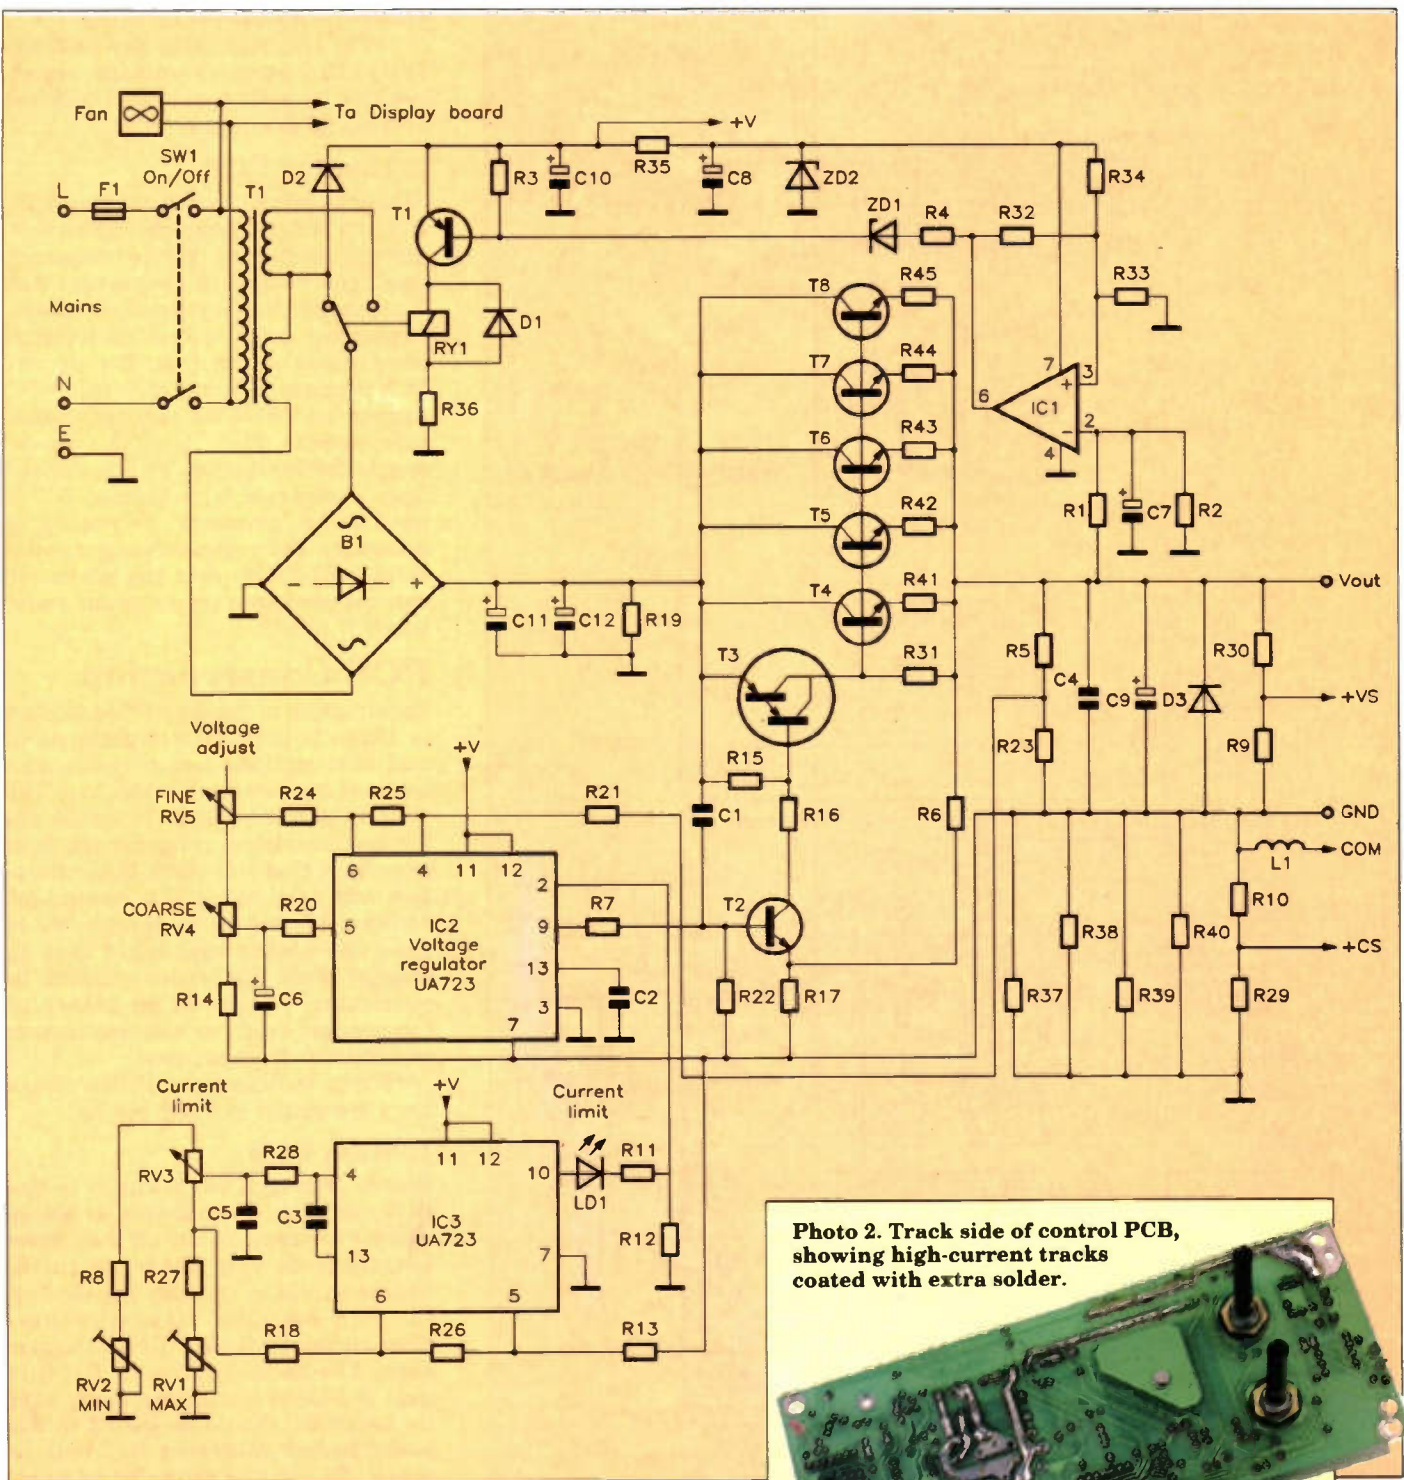 Fan
Ta Display board
SW1
On/Off
L
F1
T1
D2
T1
R3
C10
R35
+V
C8
ZD2
ZD1
R4
R32
R34
R33
Mains
N
E
RY1
D1
R36
T8
R45
T7
R44
T6
R43
T5
R42
T4
R41
T3
R31
7
3
+
6
IC1
-
2
4
R1
+
C7
R2
Vout
B1
-
+
+
C11
+
C12
R19
R5
C4
C9
+
D3
R30
+VS
R23
R9
Voltage
adjust
+V
FINE
RV5
R24
R25
R21
R15
C1
R16
R6
GND
L1
COM
R10
6
4
11
12
2
COARSE
RV4
R20
5
IC2
Voltage
regulator
UA723
9
R7
T2
13
R14
+
C6
3
C2
7
R22
R17
R38
R40
+CS
R37
R39
R29
Current
limit
+V
Current
limit
RV3
R28
4
11
12
10
LD1
R11
C5
C3
IC3
UA723
13
7
R12
R8
R27
6
5
R18
R26
R13
RV2
MIN
RV1
MAX
Photo 2. Track side of control PCB,
showing high-current tracks
coated with extra solder.